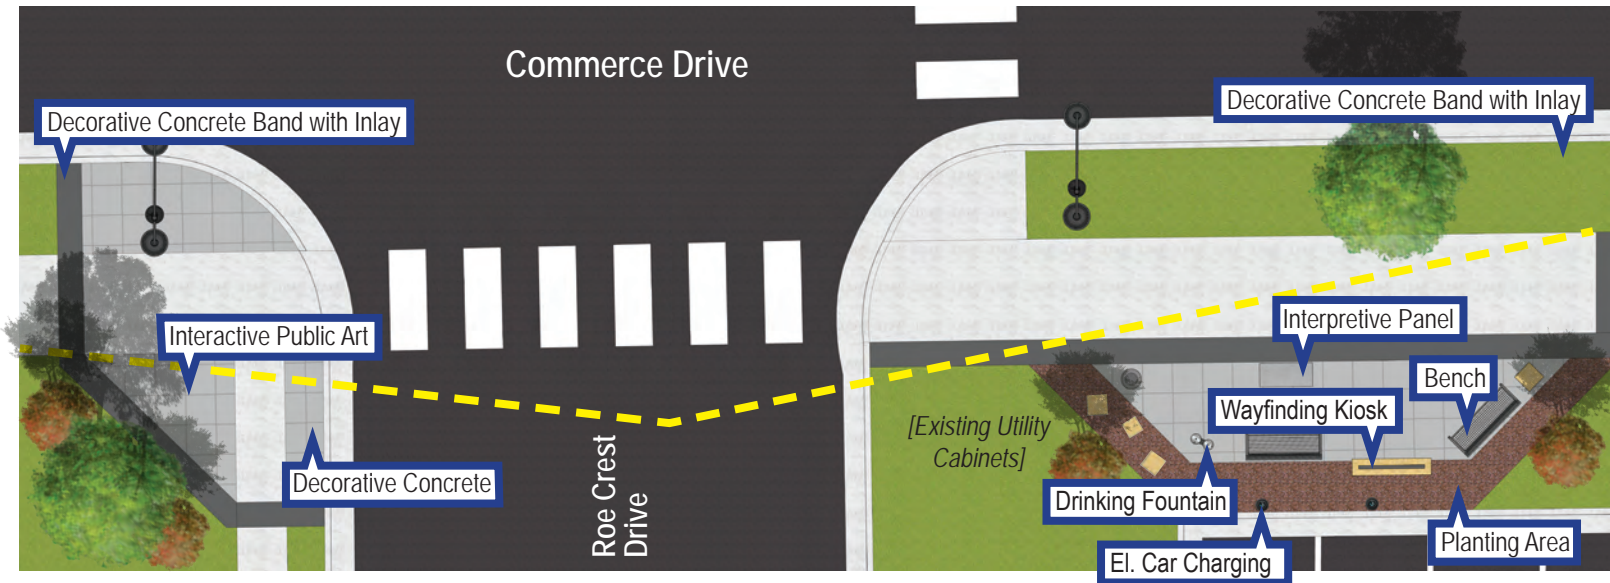 Commerce Drive
Decorative Concrete Band with Inlay
Decorative Concrete Band with Inlay
Interactive Public Art
Interpretive Panel
Bench
Wayfinding Kiosk
[Existing Utility
Cabinets]
Decorative Concrete
Drinking Fountain
Roe Crest
Drive
El. Car Charging
Planting Area